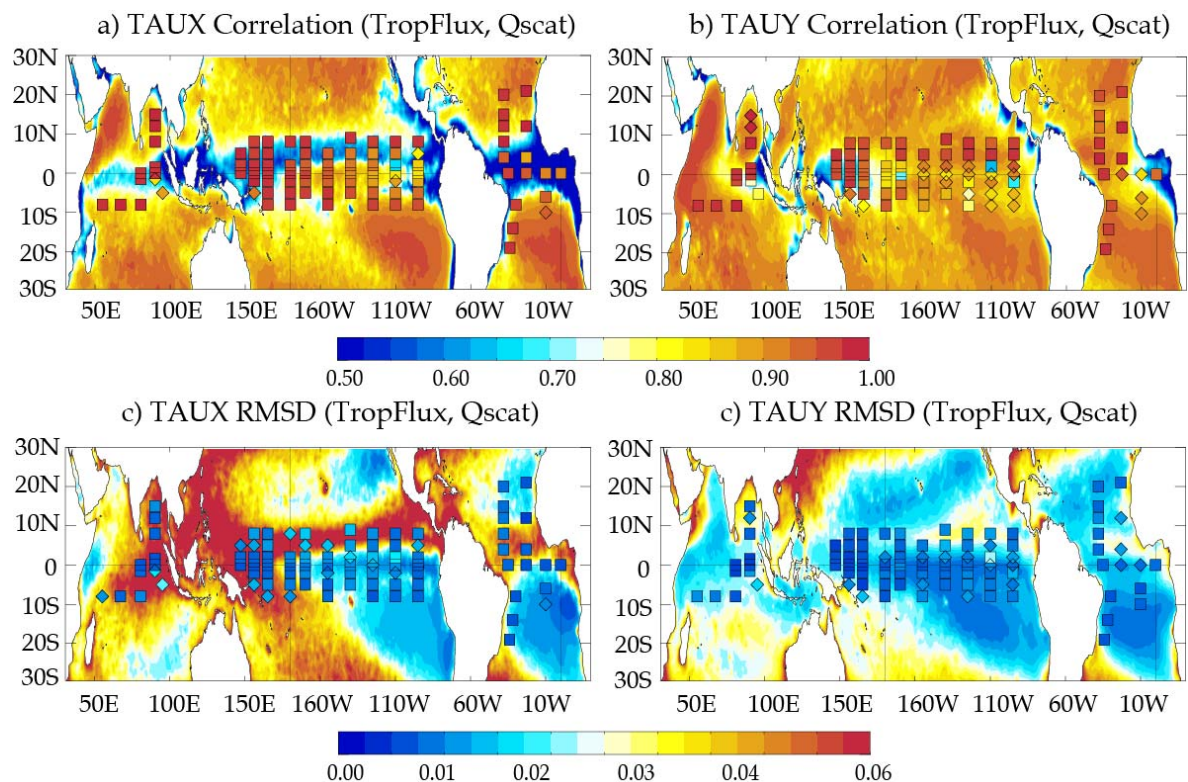 a) TAUX Correlation (TropFlux, Qscat)
b) TAUY Correlation (TropFlux, Qscat)
30N
20N
10N
0
10S
20S
30S
50E 100E 150E 160W 110W 60W 10W
30N
20N
10N
0
10S
20S
30S
50E 100E 150E 160W 110W 60W 10W
0.50 0.60 0.70 0.80 0.90 1.00
c) TAUX RMSD (TropFlux, Qscat)
c) TAUY RMSD (TropFlux, Qscat)
30N
20N
10N
0
10S
20S
30S
50E 100E 150E 160W 110W 60W 10W
30N
20N
10N
0
10S
20S
30S
50E 100E 150E 160W 110W 60W 10W
0.00 0.01 0.02 0.03 0.04 0.06